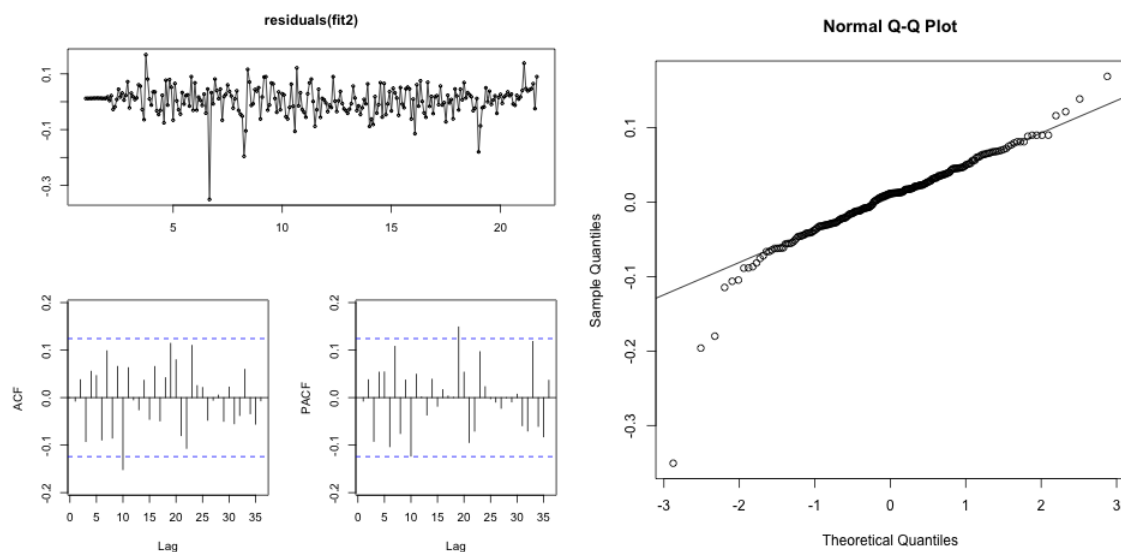 residuals(fit2)
0.1
-0.1
-0.3
5 10 15 20
ACF
0.2
0.1
0.0
-0.1
-0.2
0 5 10 15 20 25 30 35
Lag
PACF
0.2
0.1
0.0
-0.1
-0.2
0 5 10 15 20 25 30 35
Lag
Normal Q-Q Plot
Sample Quantiles
0.1
0.0
-0.1
-0.2
-0.3
-3 -2 -1 0 1 2 3
Theoretical Quantiles